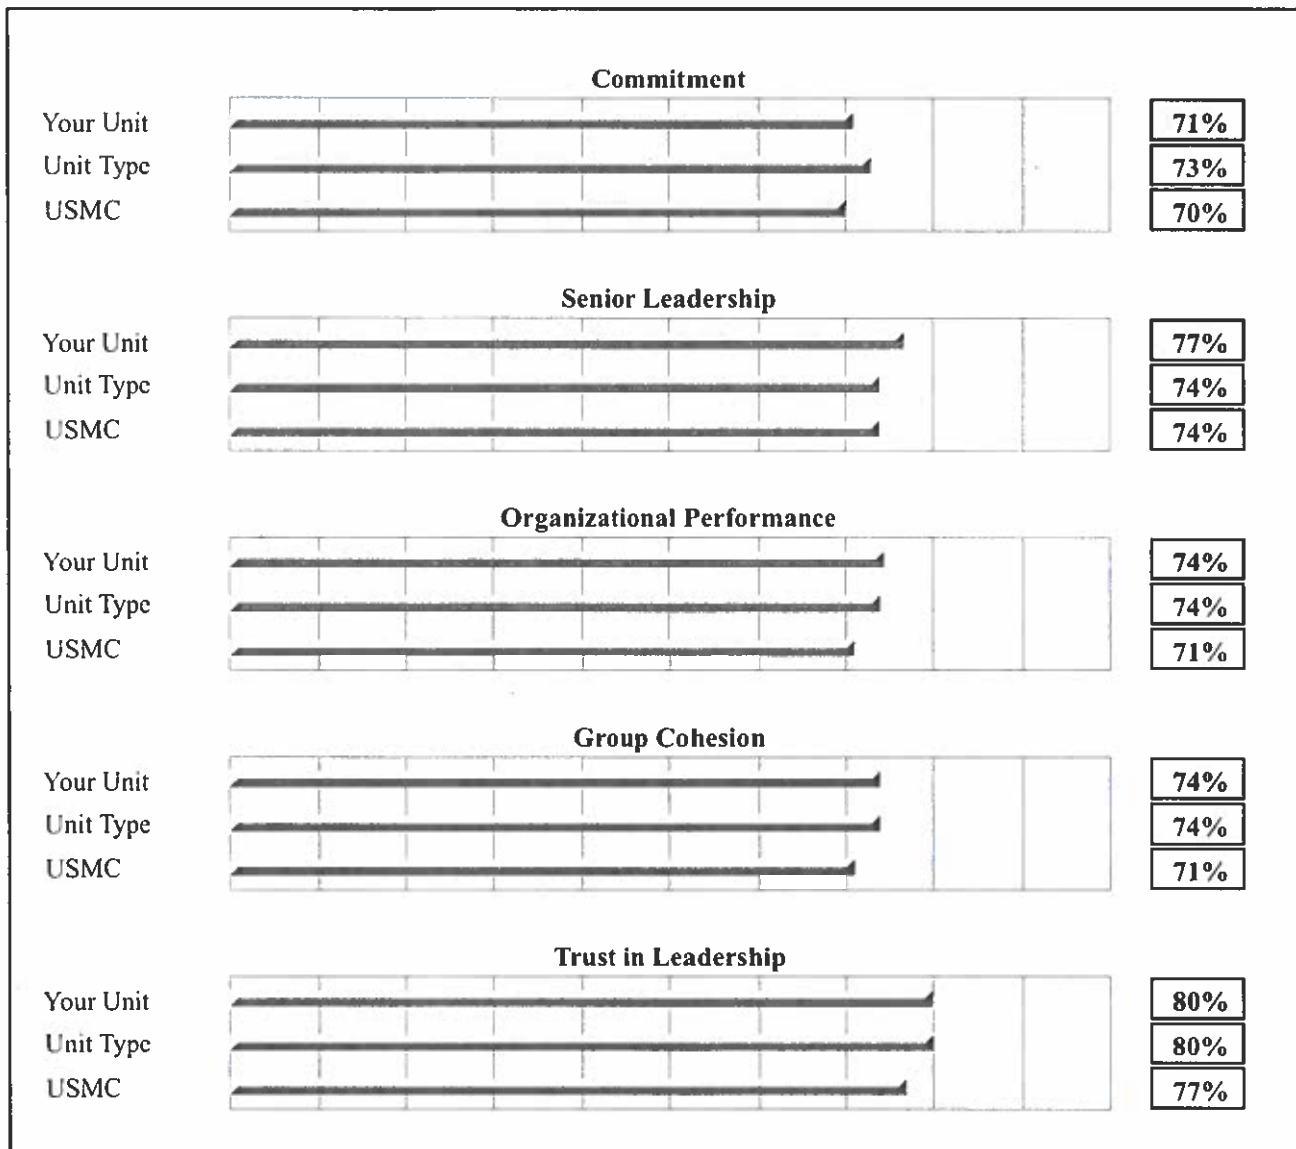 Commitment
Your Unit 71%
Unit Type 73%
USMC 70%
Senior Leadership
Your Unit 77%
Unit Type 74%
USMC 74%
Organizational Performance
Your Unit 74%
Unit Type 74%
USMC 71%
Group Cohesion
Your Unit 74%
Unit Type 74%
USMC 71%
Trust in Leadership
Your Unit 80%
Unit Type 80%
USMC 77%